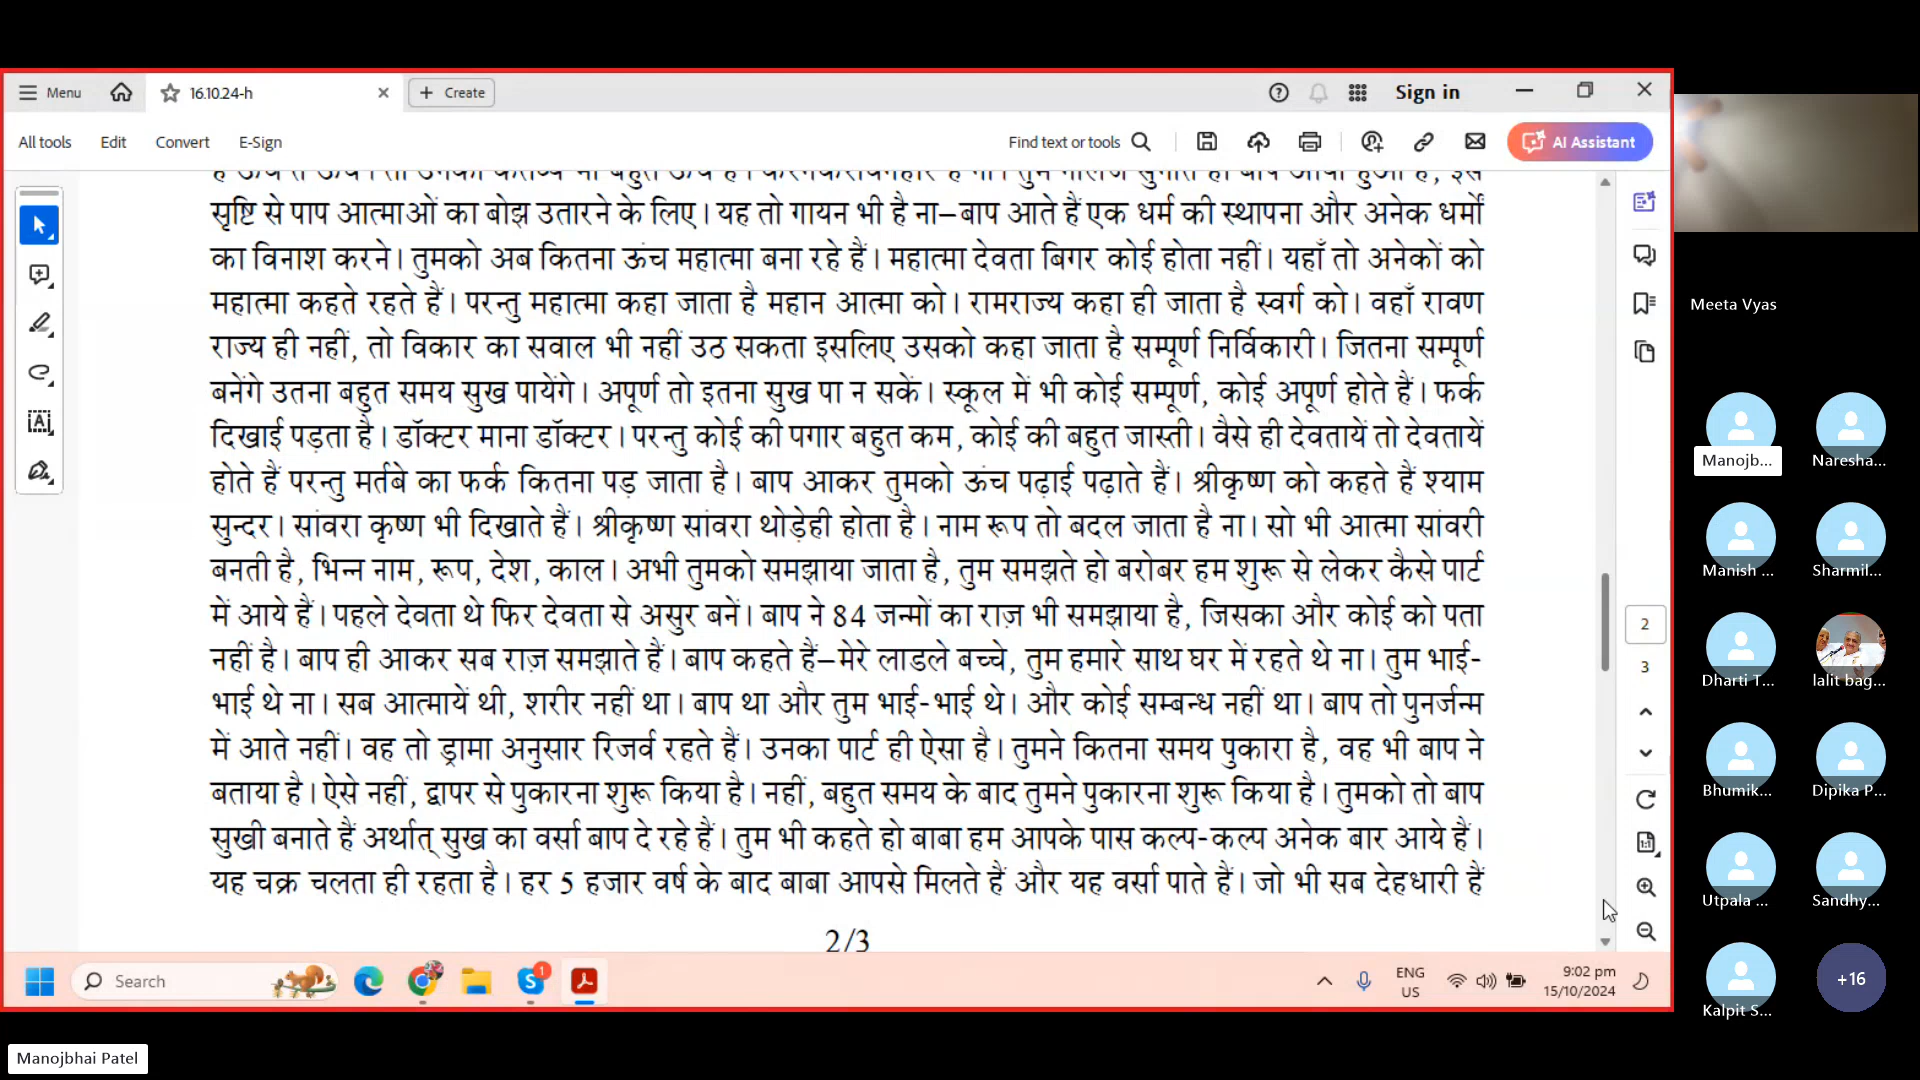 Menu
16.10.24-h
Create
Sign in
All tools
Edit
Convert
E-Sign
Find text or tools
AI Assistant
सृष्टि से पाप आत्माओं का बोझ उतारने के लिए। यह तो गायन भी है ना–बाप आते हैं एक धर्म की स्थापना और अनेक धर्मों
का विनाश करने। तुमको अब कितना ऊंच महात्मा बना रहे हैं। महात्मा देवता बिगर कोई होता नहीं। यहाँ तो अनेकों को
महात्मा कहते रहते हैं। परन्तु महात्मा कहा जाता है महान आत्मा को। रामराज्य कहा ही जाता है स्वर्ग को। वहाँ रावण
राज्य ही नहीं, तो विकार का सवाल भी नहीं उठ सकता इसलिए उसको कहा जाता है सम्पूर्ण निर्विकारी। जितना सम्पूर्ण
बनेंगे उतना बहुत समय सुख पायेंगे। अपूर्ण तो इतना सुख पा न सकें। स्कूल में भी कोई सम्पूर्ण, कोई अपूर्ण होते हैं। फर्क
दिखाई पड़ता है। डॉक्टर माना डॉक्टर। परन्तु कोई की पगार बहुत कम, कोई की बहुत जास्ती। वैसे ही देवतायें तो देवतायें
होते हैं परन्तु मर्तबे का फर्क कितना पड़ जाता है। बाप आकर तुमको ऊंच पढ़ाई पढ़ाते हैं। श्रीकृष्ण को कहते हैं श्याम
सुन्दर। सांवरा कृष्ण भी दिखाते हैं। श्रीकृष्ण सांवरा थोड़ेही होता है। नाम रूप तो बदल जाता है ना। सो भी आत्मा सांवरी
बनती है, भिन्न नाम, रूप, देश, काल। अभी तुमको समझाया जाता है, तुम समझते हो बरोबर हम शुरू से लेकर कैसे पार्ट
में आये हैं। पहले देवता थे फिर देवता से असुर बनें। बाप ने 84 जन्मों का राज़ भी समझाया है, जिसका और कोई को पता
नहीं है। बाप ही आकर सब राज़ समझाते हैं। बाप कहते हैं–मेरे लाडले बच्चे, तुम हमारे साथ घर में रहते थे ना। तुम भाई-
भाई थे ना। सब आत्मायें थी, शरीर नहीं था। बाप था और तुम भाई-भाई थे। और कोई सम्बन्ध नहीं था। बाप तो पुनर्जन्म
में आते नहीं। वह तो ड्रामा अनुसार रिजर्व रहते हैं। उनका पार्ट ही ऐसा है। तुमने कितना समय पुकारा है, वह भी बाप ने
बताया है। ऐसे नहीं, द्वापर से पुकारना शुरू किया है। नहीं, बहुत समय के बाद तुमने पुकारना शुरू किया है। तुमको तो बाप
सुखी बनाते हैं अर्थात् सुख का वर्सा बाप दे रहे हैं। तुम भी कहते हो बाबा हम आपके पास कल्प-कल्प अनेक बार आये हैं।
यह चक्र चलता ही रहता है। हर 5 हजार वर्ष के बाद बाबा आपसे मिलते हैं और यह वर्सा पाते हैं। जो भी सब देहधारी हैं
2/3
2
3
Search
1
ENG
US
9:02 pm
15/10/2024
Meeta Vyas
Manojb...
Naresha...
Manish ...
Sharmil...
Dharti T...
lalit bag...
Bhumik...
Dipika P...
Utpala ...
Sandhy...
Kalpit S...
+16
Manojbhai Patel